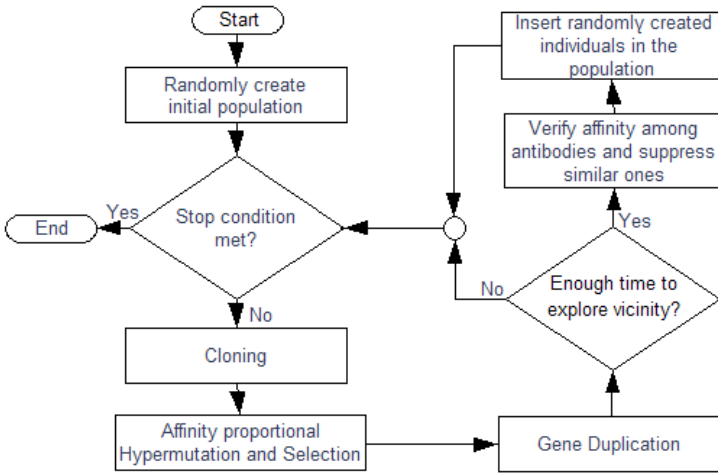 Start
Randomly create
initial population
Stop condition
met?
Yes
End
No
Cloning
Affinity proportional
Hypermutation and Selection
Gene Duplication
Enough time to
explore vicinity?
No
Yes
Verify affinity among
antibodies and suppress
similar ones
Insert randomly created
individuals in the
population